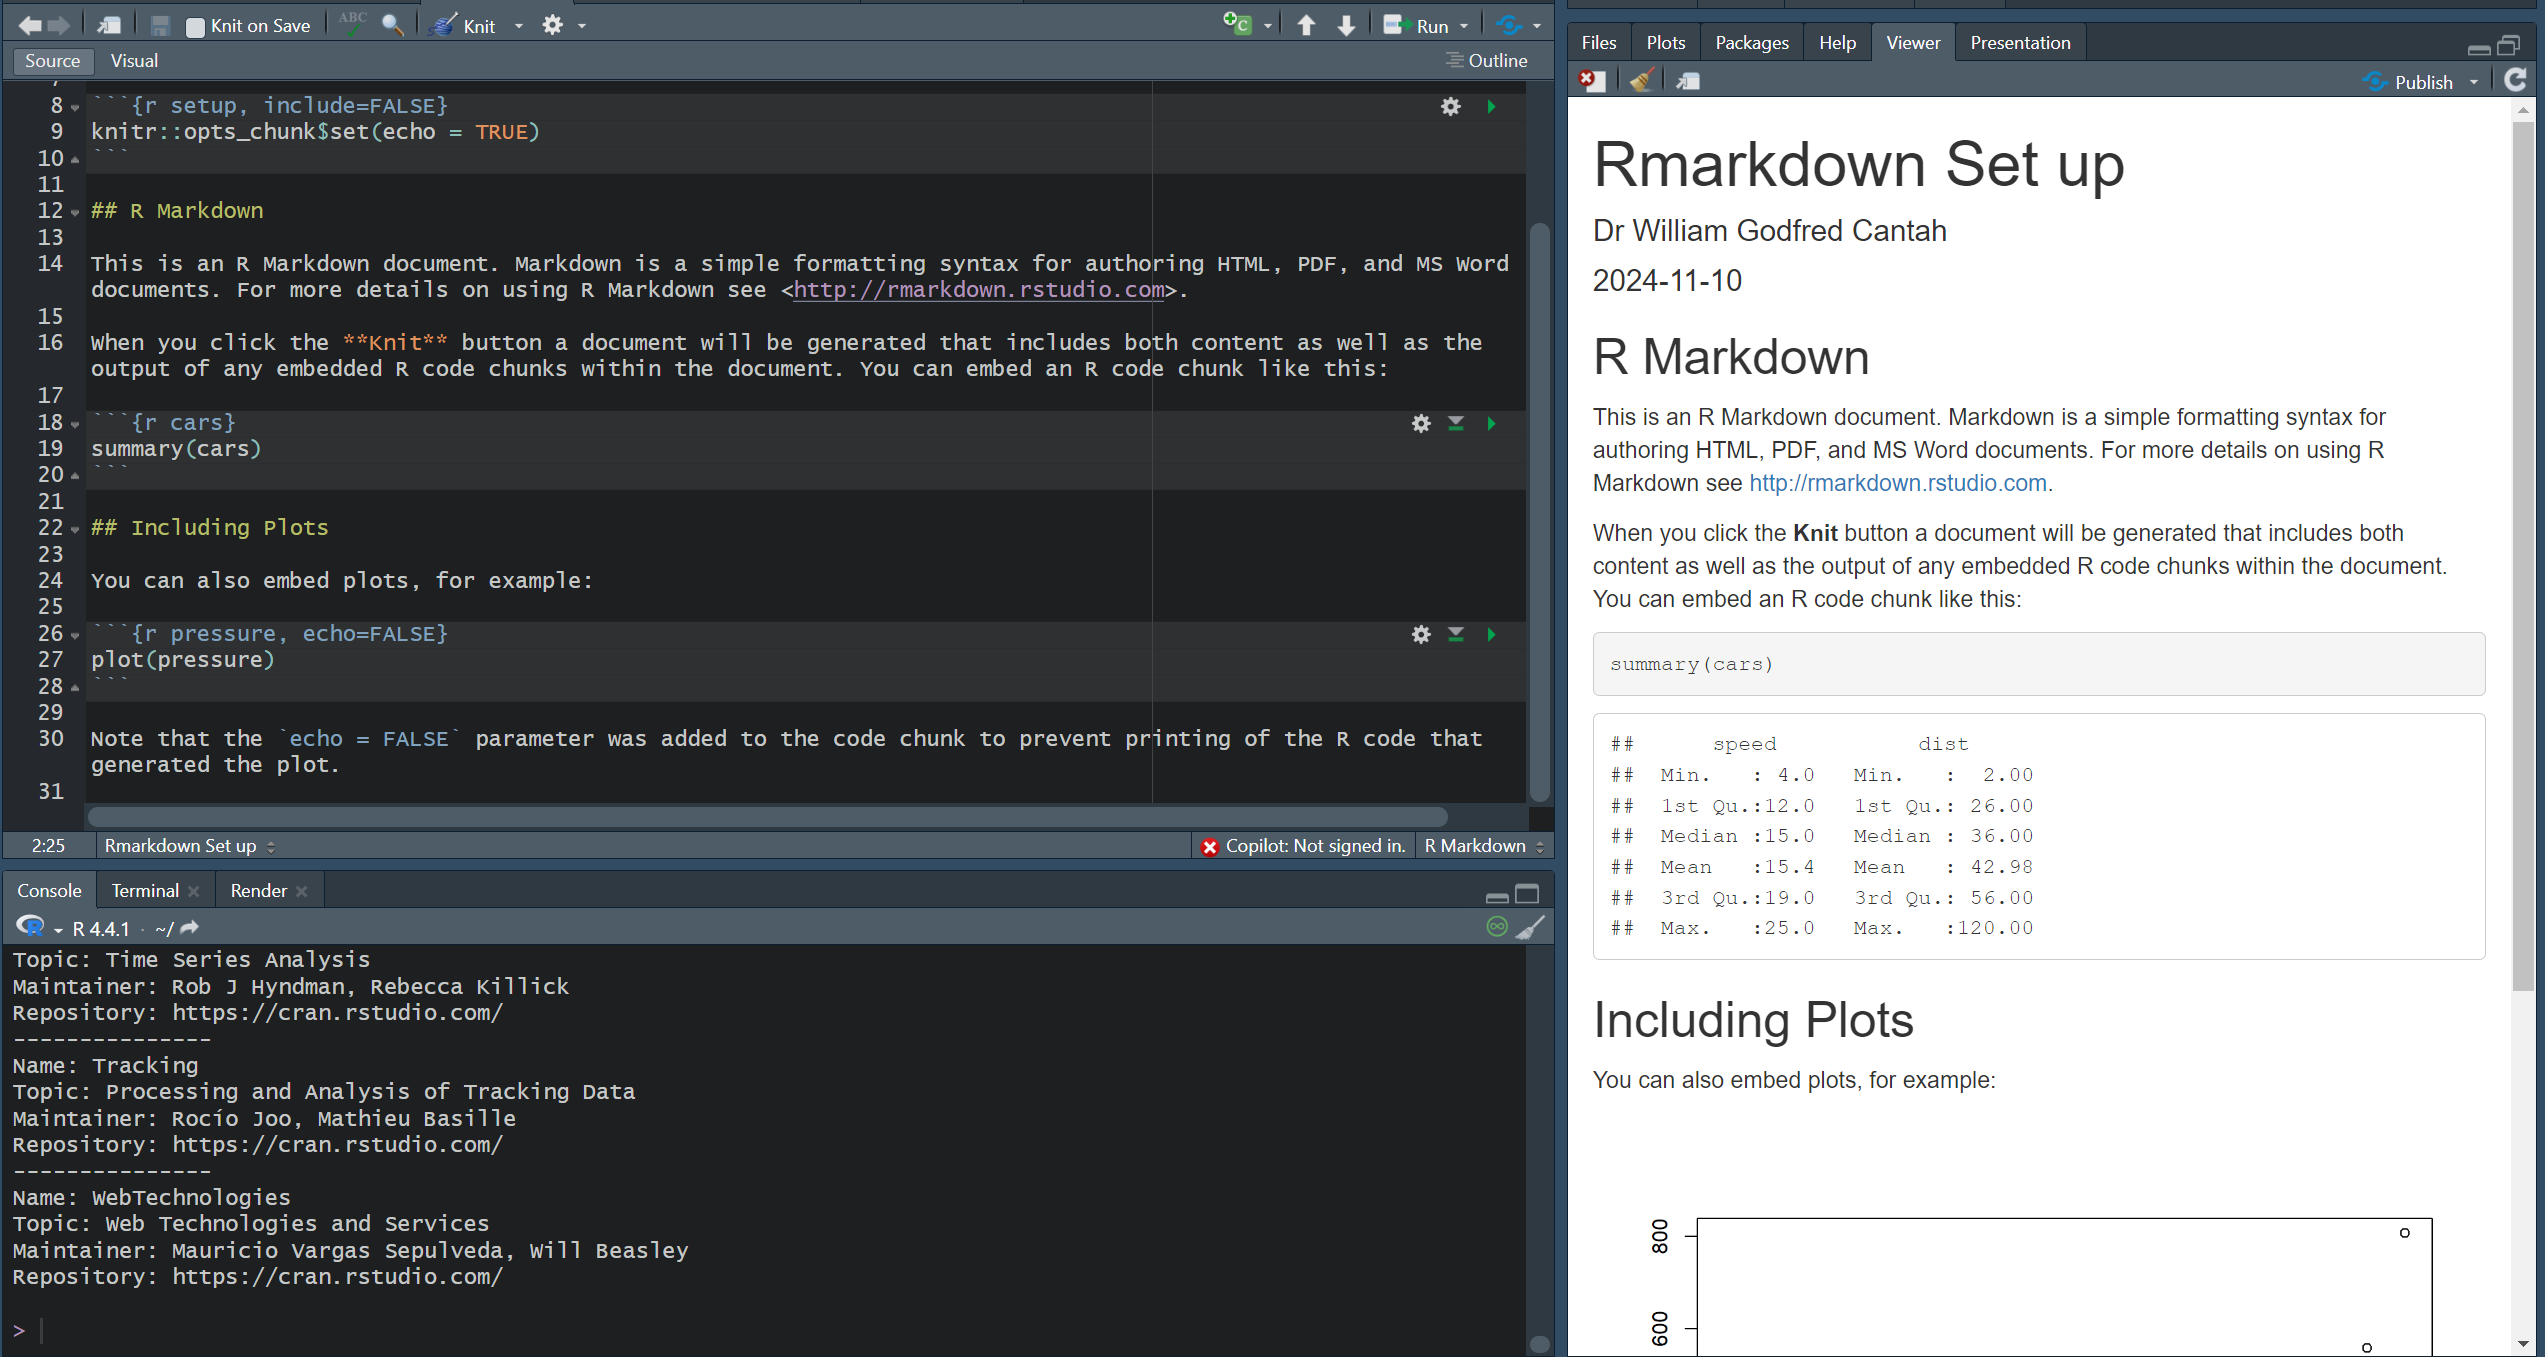 Knit on Save
ABC
Knit
Run
Source
Visual
Outline
7
8 ```{r setup, include=FALSE}
9 knitr::opts_chunk$set(echo = TRUE)
10 ```
11
12 ## R Markdown
13
14 This is an R Markdown document. Markdown is a simple formatting syntax for authoring HTML, PDF, and MS Word
documents. For more details on using R Markdown see <http://rmarkdown.rstudio.com>.
15
16 When you click the **Knit** button a document will be generated that includes both content as well as the
output of any embedded R code chunks within the document. You can embed an R code chunk like this:
17
18 ```{r cars}
19 summary(cars)
20 ```
21
22 ## Including Plots
23
24 You can also embed plots, for example:
25
26 ```{r pressure, echo=FALSE}
27 plot(pressure)
28 ```
29
30 Note that the `echo = FALSE` parameter was added to the code chunk to prevent printing of the R code that
generated the plot.
31
2:25 Rmarkdown Set up
Copilot: Not signed in.
R Markdown
Console
Terminal
Render
R 4.4.1 · ~/
Topic: Time Series Analysis
Maintainer: Rob J Hyndman, Rebecca Killick
Repository: https://cran.rstudio.com/
---------------
Name: Tracking
Topic: Processing and Analysis of Tracking Data
Maintainer: Rocío Joo, Mathieu Basille
Repository: https://cran.rstudio.com/
---------------
Name: WebTechnologies
Topic: Web Technologies and Services
Maintainer: Mauricio Vargas Sepulveda, Will Beasley
Repository: https://cran.rstudio.com/
>
Files
Plots
Packages
Help
Viewer
Presentation
Publish
Rmarkdown Set up
Dr William Godfred Cantah
2024-11-10
R Markdown
This is an R Markdown document. Markdown is a simple formatting syntax for
authoring HTML, PDF, and MS Word documents. For more details on using R
Markdown see http://rmarkdown.rstudio.com.
When you click the Knit button a document will be generated that includes both
content as well as the output of any embedded R code chunks within the document.
You can embed an R code chunk like this:
summary(cars)
##      speed           dist
##  Min.   : 4.0   Min.   :  2.00
##  1st Qu.:12.0   1st Qu.: 26.00
##  Median :15.0   Median : 36.00
##  Mean   :15.4   Mean   : 42.98
##  3rd Qu.:19.0   3rd Qu.: 56.00
##  Max.   :25.0   Max.   :120.00
Including Plots
You can also embed plots, for example:
800
600